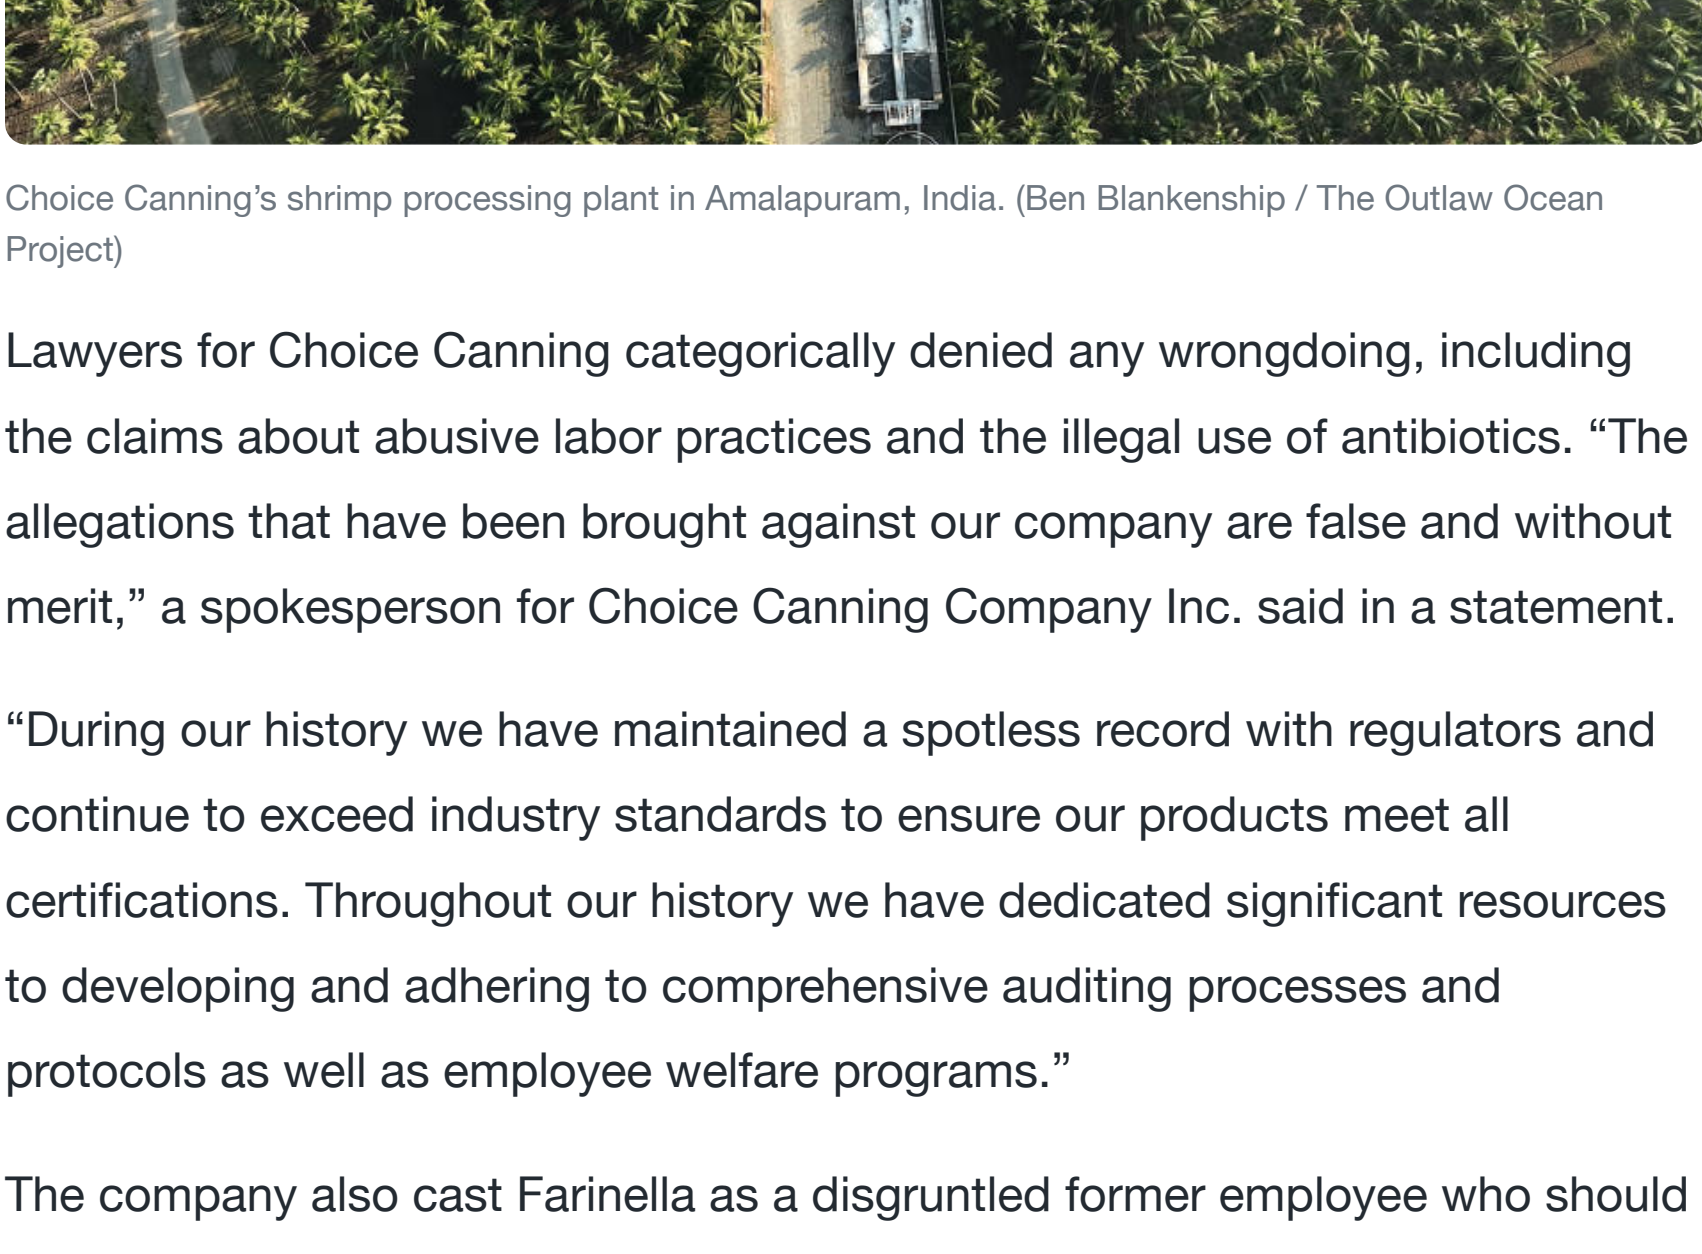 Choice Canning’s shrimp processing plant in Amalapuram, India. (Ben Blankenship / The Outlaw Ocean
Project)
Lawyers for Choice Canning categorically denied any wrongdoing, including
the claims about abusive labor practices and the illegal use of antibiotics. “The
allegations that have been brought against our company are false and without
merit,” a spokesperson for Choice Canning Company Inc. said in a statement.
“During our history we have maintained a spotless record with regulators and
continue to exceed industry standards to ensure our products meet all
certifications. Throughout our history we have dedicated significant resources
to developing and adhering to comprehensive auditing processes and
protocols as well as employee welfare programs.”
The company also cast Farinella as a disgruntled former employee who should